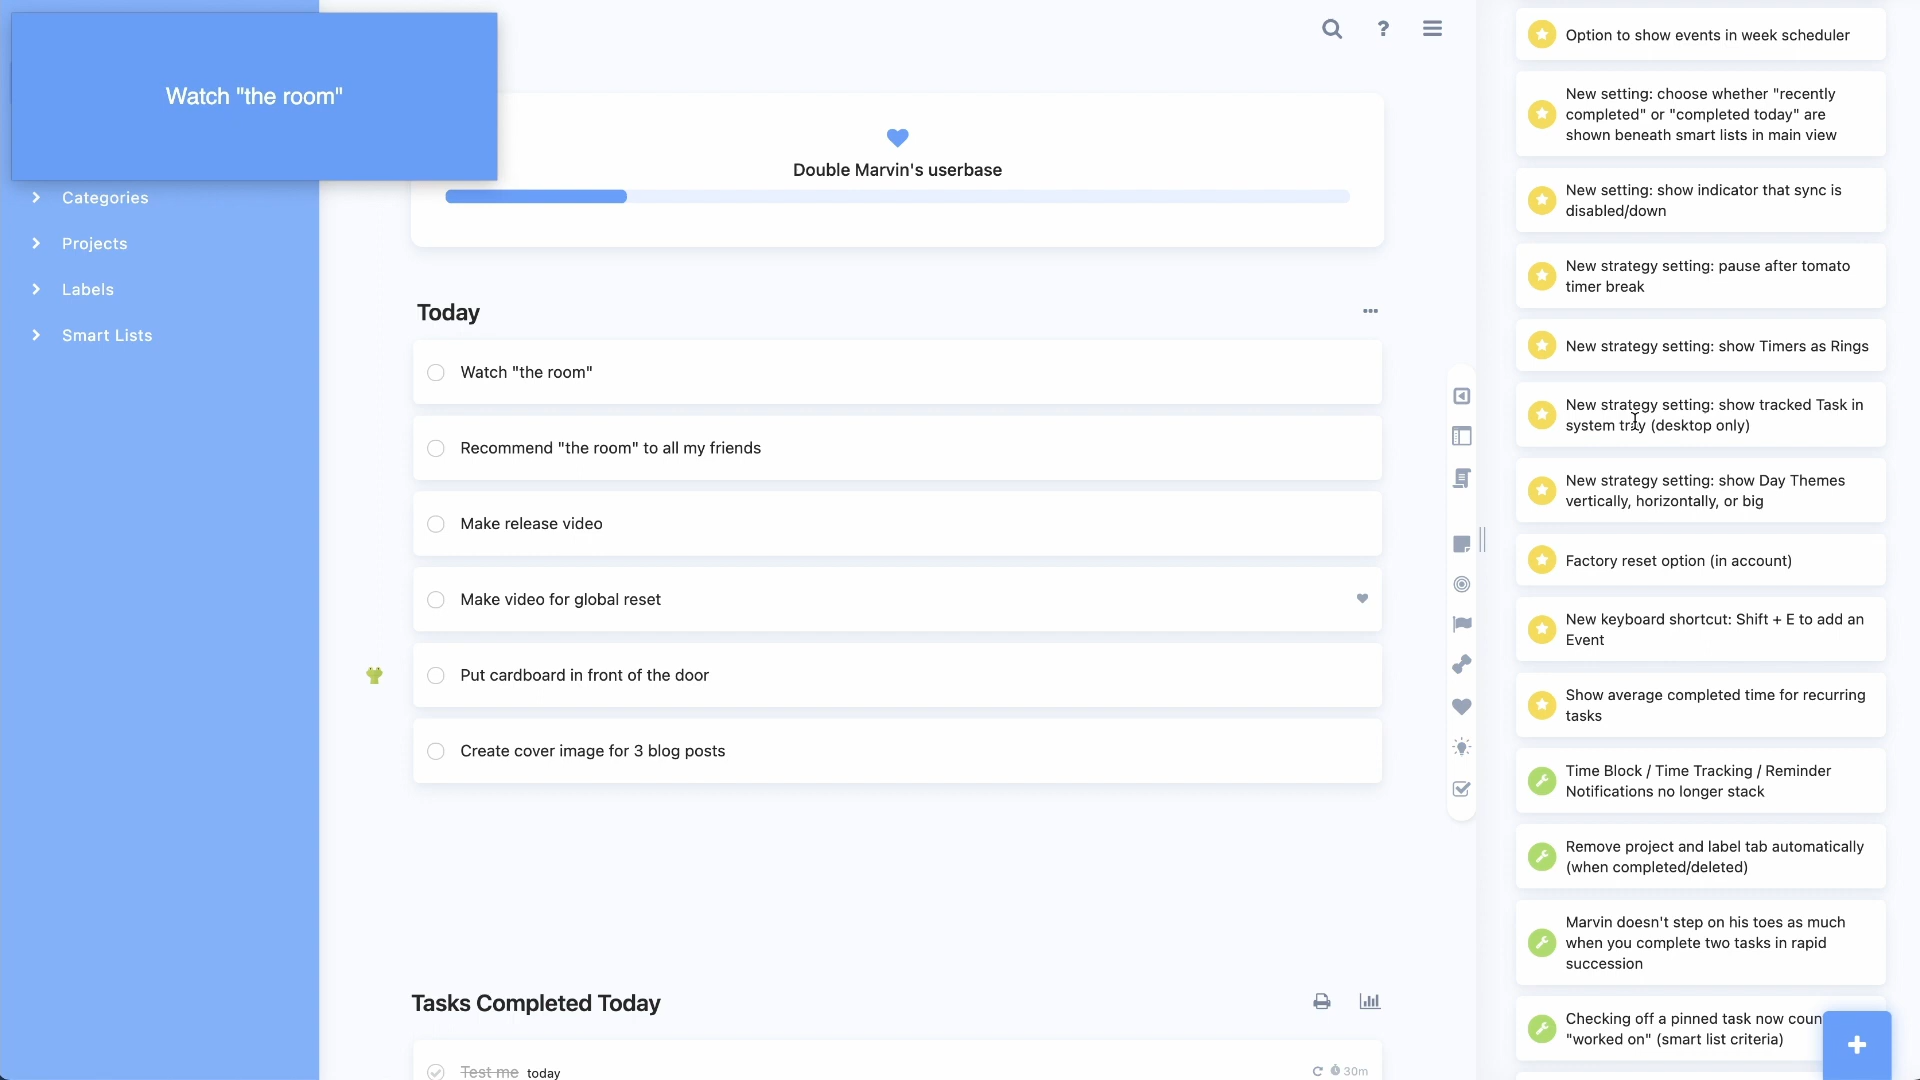 Watch "the room"
Categories
Projects
Labels
Smart Lists
?
Double Marvin's userbase
Today
Watch "the room"
Recommend "the room" to all my friends
Make release video
Make video for global reset
Put cardboard in front of the door
Create cover image for 3 blog posts
Tasks Completed Today
Test me today
30m
Option to show events in week scheduler
New setting: choose whether "recently
completed" or "completed today" are
shown beneath smart lists in main view
New setting: show indicator that sync is
disabled/down
New strategy setting: pause after tomato
timer break
New strategy setting: show Timers as Rings
New strategy setting: show tracked Task in
system tray (desktop only)
New strategy setting: show Day Themes
vertically, horizontally, or big
Factory reset option (in account)
New keyboard shortcut: Shift + E to add an
Event
Show average completed time for recurring
tasks
Time Block / Time Tracking / Reminder
Notifications no longer stack
Remove project and label tab automatically
(when completed/deleted)
Marvin doesn't step on his toes as much
when you complete two tasks in rapid
succession
Checking off a pinned task now coun
"worked on" (smart list criteria)